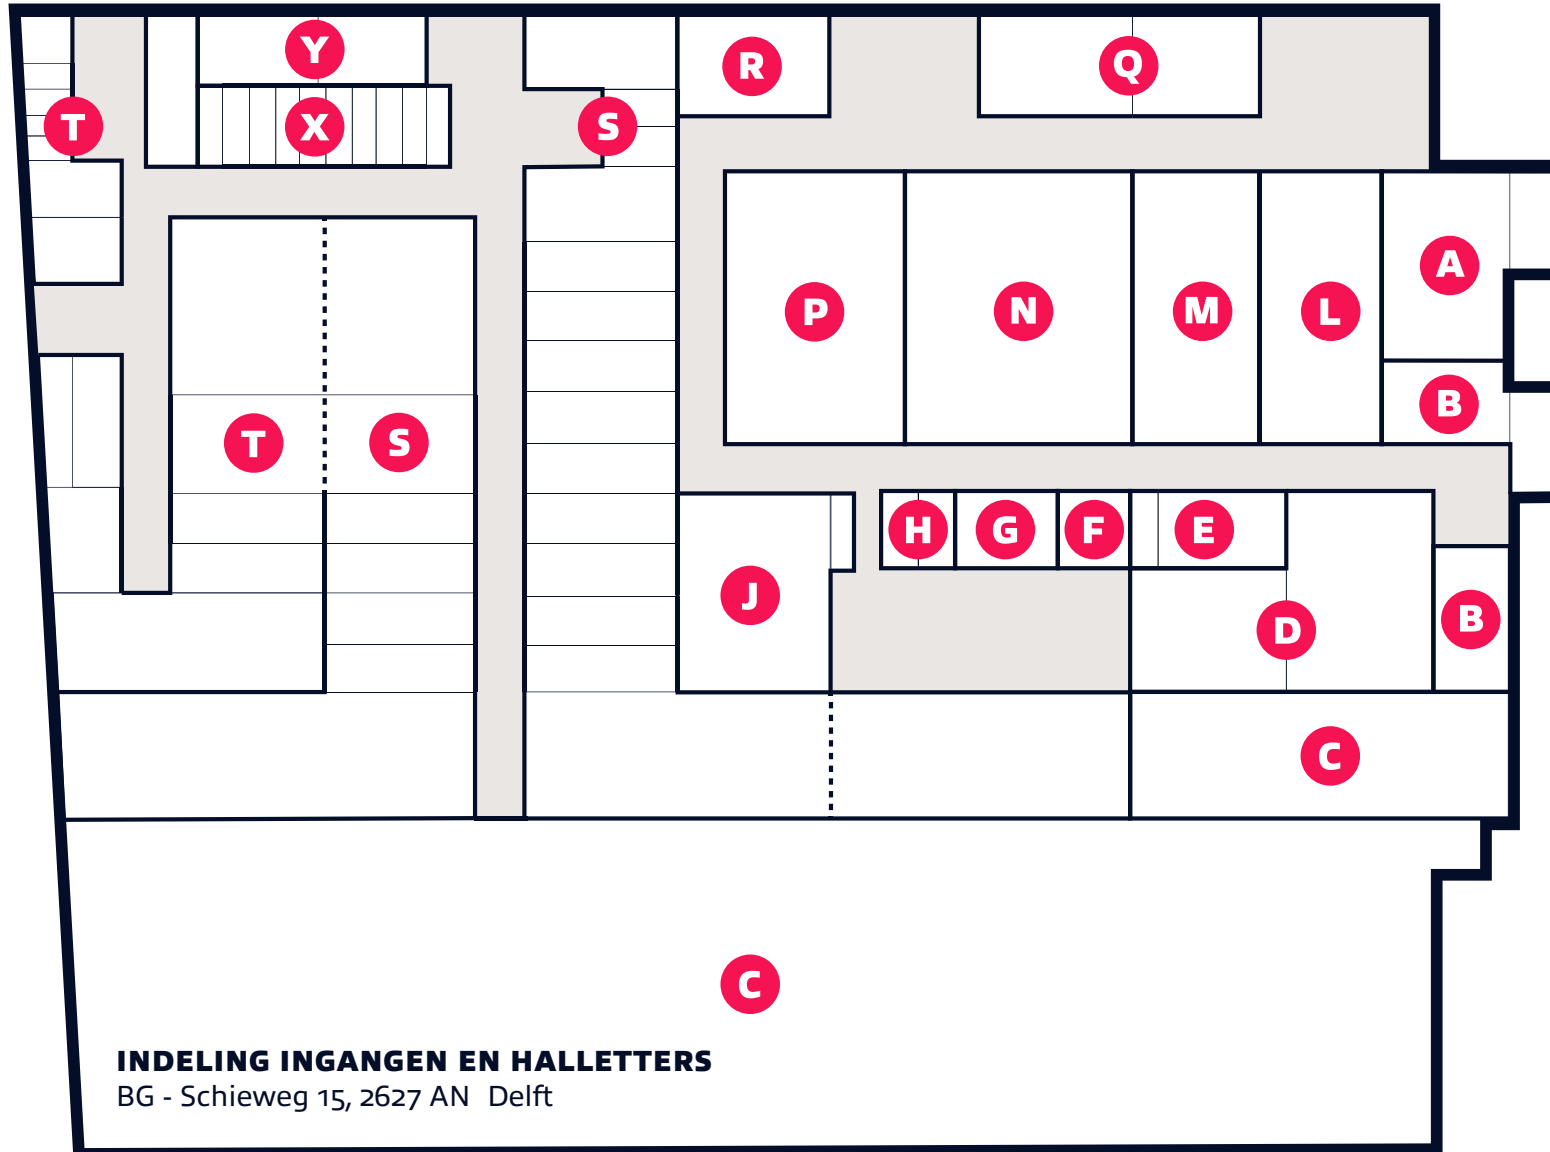 Y
R
Q
T
X
S
A
P
N
M
L
B
T
S
H
G
F
E
J
D
B
C
C
INDELING INGANGEN EN HALLETTERS
BG - Schieweg 15, 2627 AN Delft